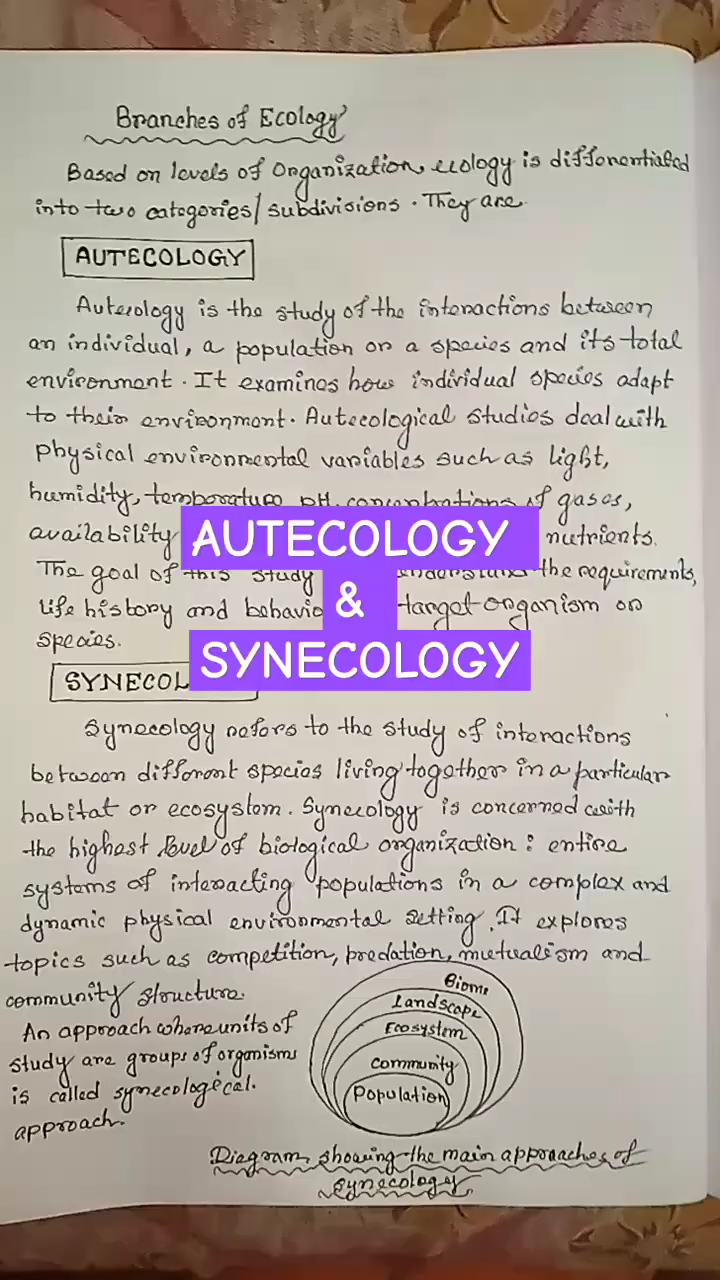 Branches of Ecology
Based on levels of Organization, ecology is differentiated
into two categories/subdivisions. They are
AUTECOLOGY
Autecology is the study of the interactions between
an individual, a population or a species and its total
environment. It examines how individual species adapt
to their environment. Autecological studies deal with
physical environmental variables such as light,
humidity, temperature, pH, concentrations of gases,
availability nutrients.
The goal of this study understand the requirements,
life history and behavio target organism or
species.
AUTECOLOGY
&
SYNECOLOGY
SYNECOL
Synecology refers to the study of interactions
between different species living together in a particular
habitat or ecosystem. Synecology is concerned with
the highest level of biological organization: entire
systems of interacting populations in a complex and
dynamic physical environmental setting. It explores
topics such as competition, predation, mutualism and
community structure.
An approach where units of
study are groups of organisms
is called synecological
approach.
Biome
Landscape
Ecosystem
Community
Population
Diagram showing the main approaches of
synecology